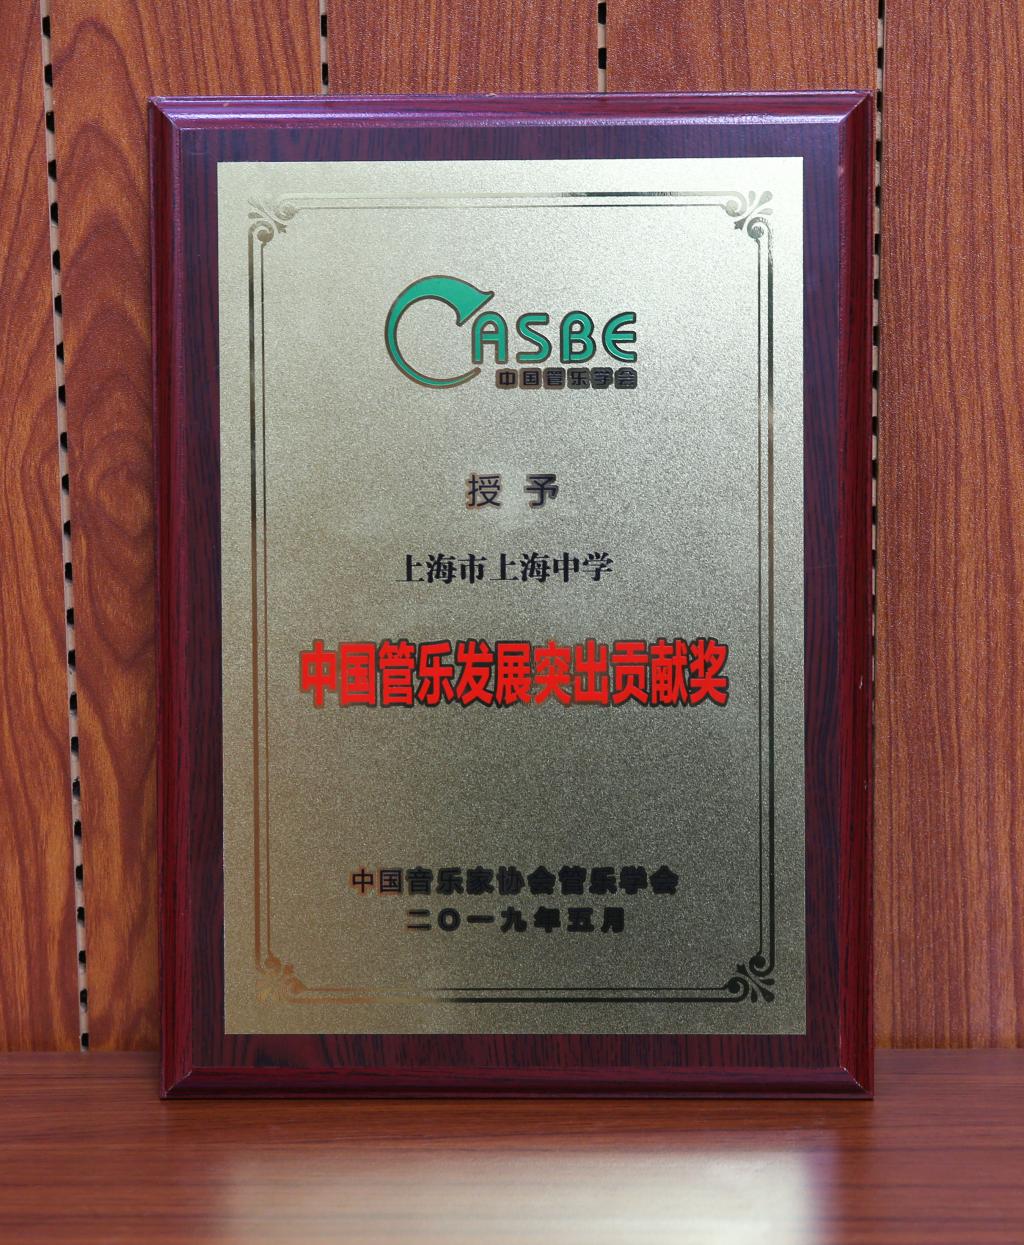 CASBE
中国管乐学会
授予
上海市上海中学
中国管乐发展突出贡献奖
中国音乐家协会管乐学会
二〇一九年五月